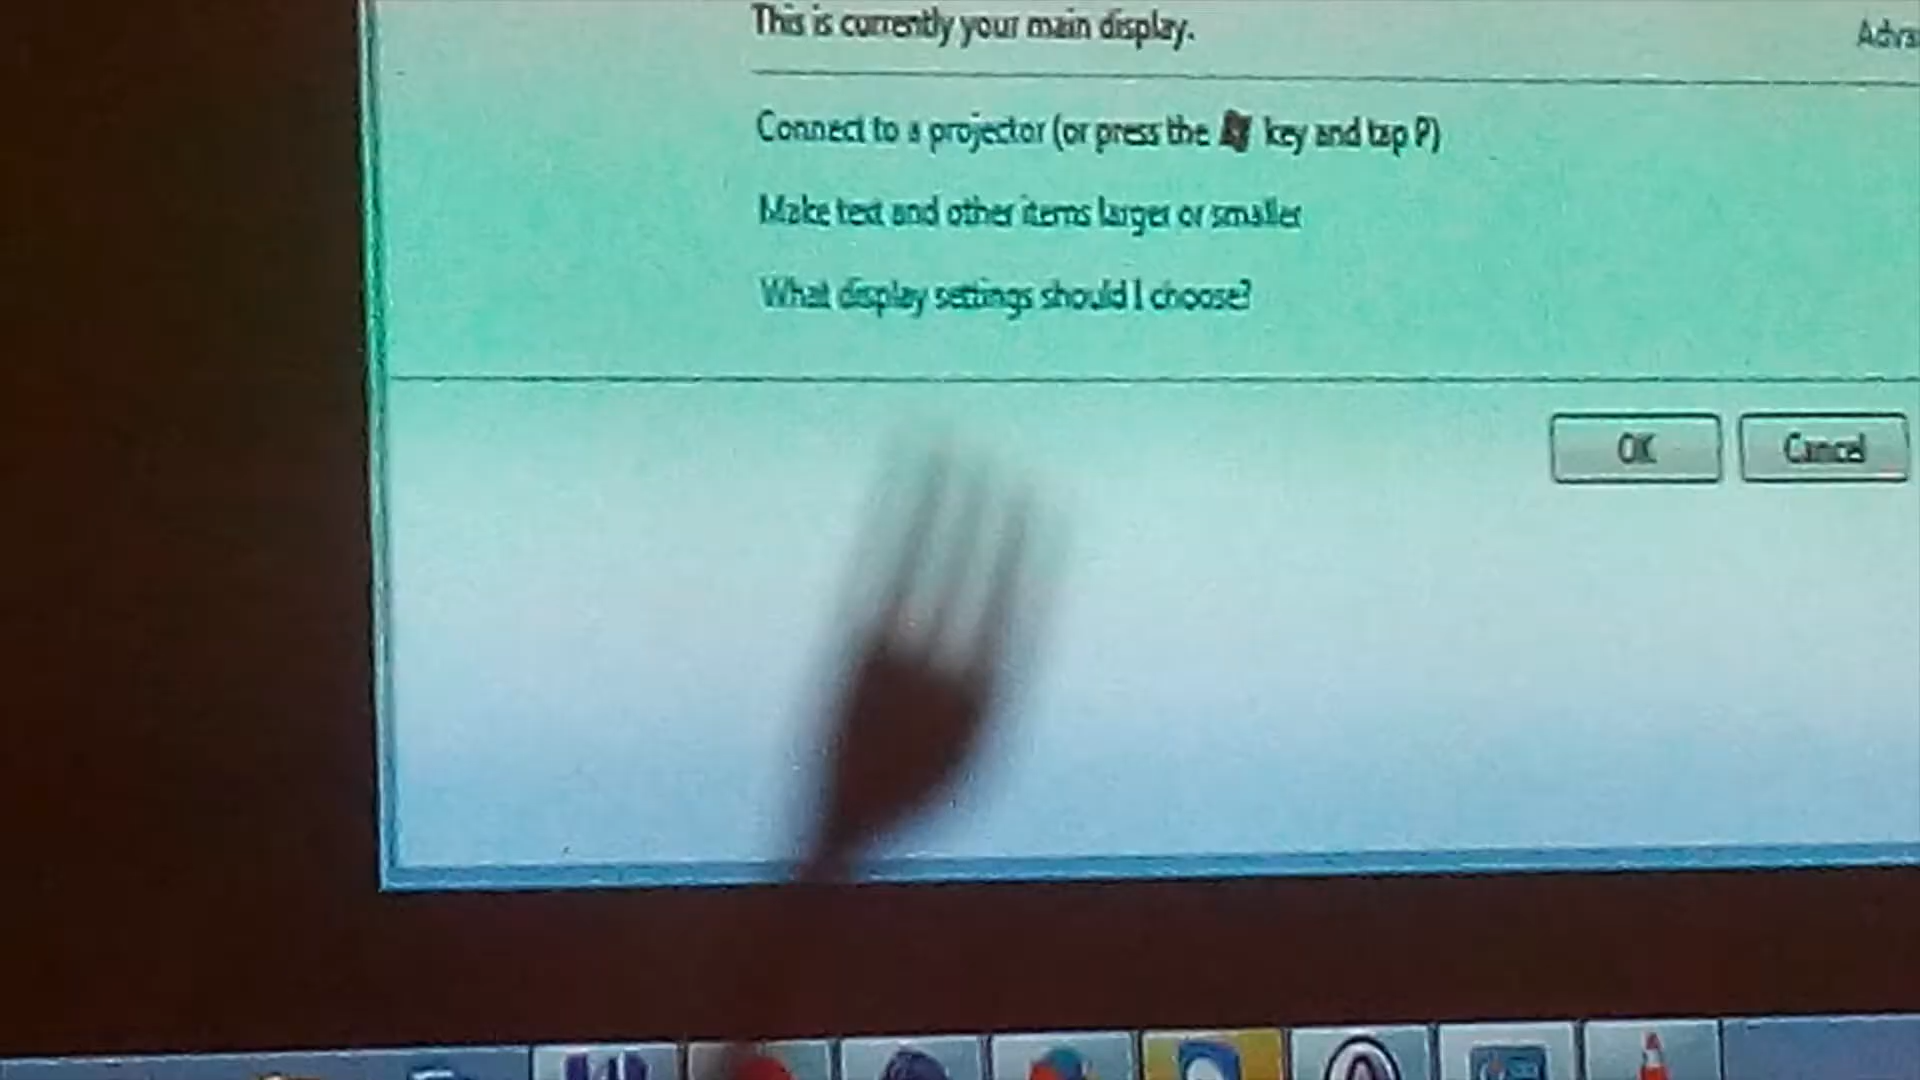 This is currently your main display.
Adva
Connect to a projector (or press the key and tap P)
Make text and other items larger or smaller
What display settings should I choose?
OK
Cancel